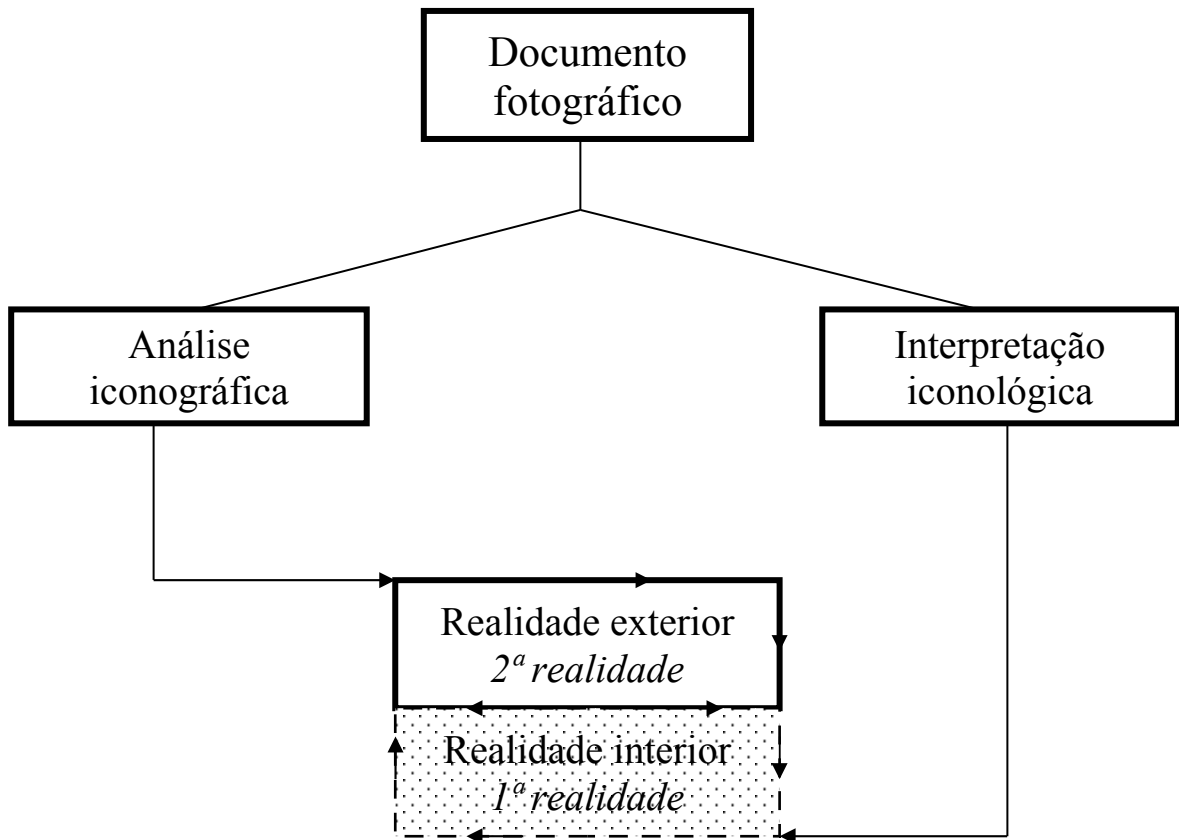 Documento
fotográfico
Análise
iconográfica
Interpretação
iconológica
Realidade exterior
2ª realidade
Realidade interior
1ª realidade